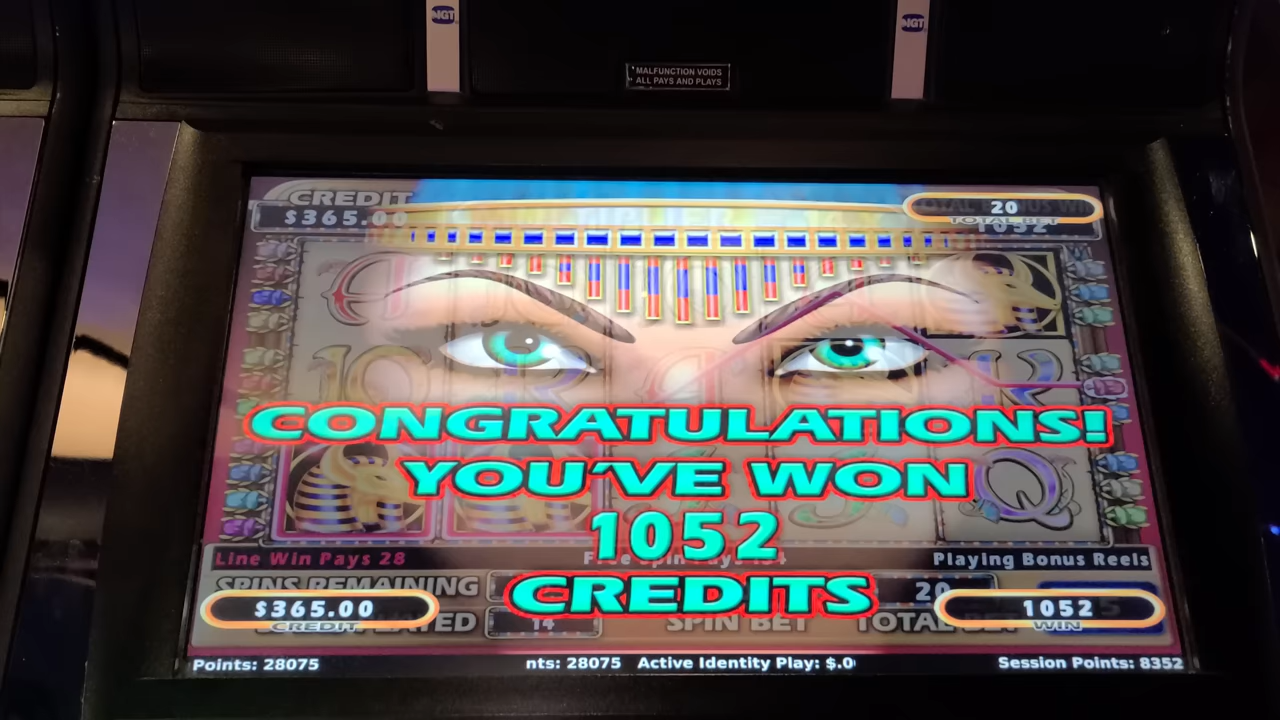 IGT
IGT
MALFUNCTION VOIDS
ALL PAYS AND PLAYS
CREDIT
$365.00
20
TOTAL BET
1052
CONGRATULATIONS!
YOU'VE WON
1052
CREDITS
Line Win Pays 28
Playing Bonus Reels
SPINS REMAINING
20
$365.00
CREDIT
14
SPIN BET
TOTAL BET
1052
WIN
Points: 28075
nts: 28075
Active Identity Play: $.0
Session Points: 8352
10
Q